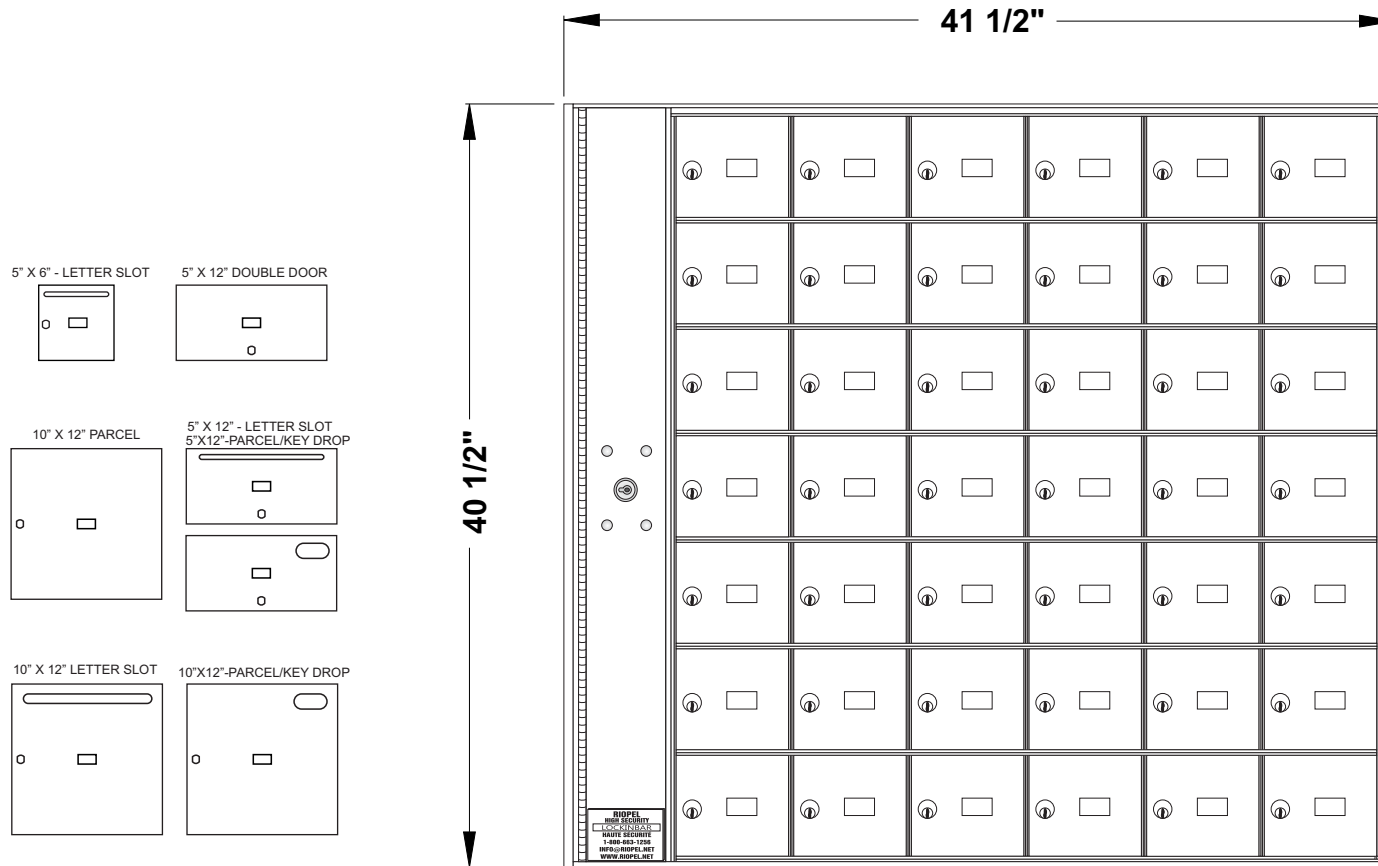 41 1/2"
40 1/2"
5” X 6” - LETTER SLOT
5” X 12” DOUBLE DOOR
10” X 12” PARCEL
5” X 12” - LETTER SLOT
5”X12”-PARCEL/KEY DROP
10” X 12” LETTER SLOT
10”X12”-PARCEL/KEY DROP
RIOPEL
HIGH SECURITY
LOCKINBAR
HAUTE SÉCURITÉ
1-800-663-1256
INFO@RIOPEL.NET
WWW.RIOPEL.NET